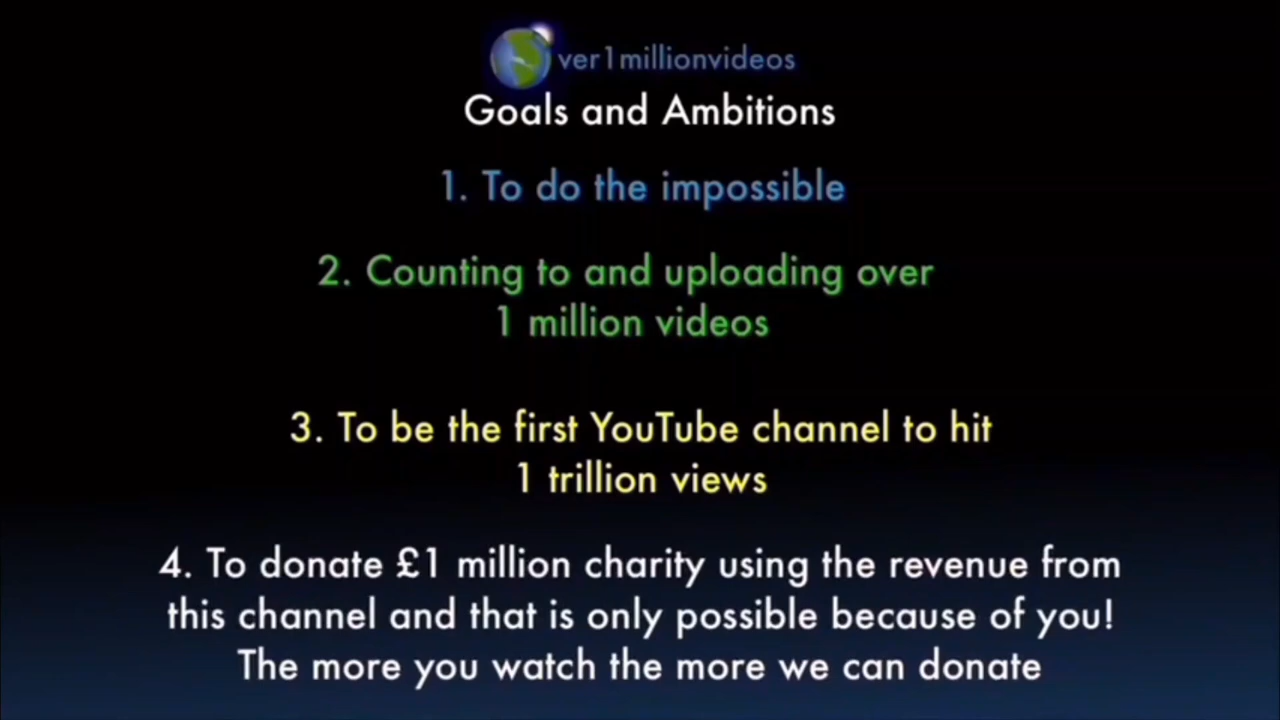 ver1millionvideos
Goals and Ambitions
1. To do the impossible
2. Counting to and uploading over
1 million videos
3. To be the first YouTube channel to hit
1 trillion views
4. To donate £1 million charity using the revenue from
this channel and that is only possible because of you!
The more you watch the more we can donate